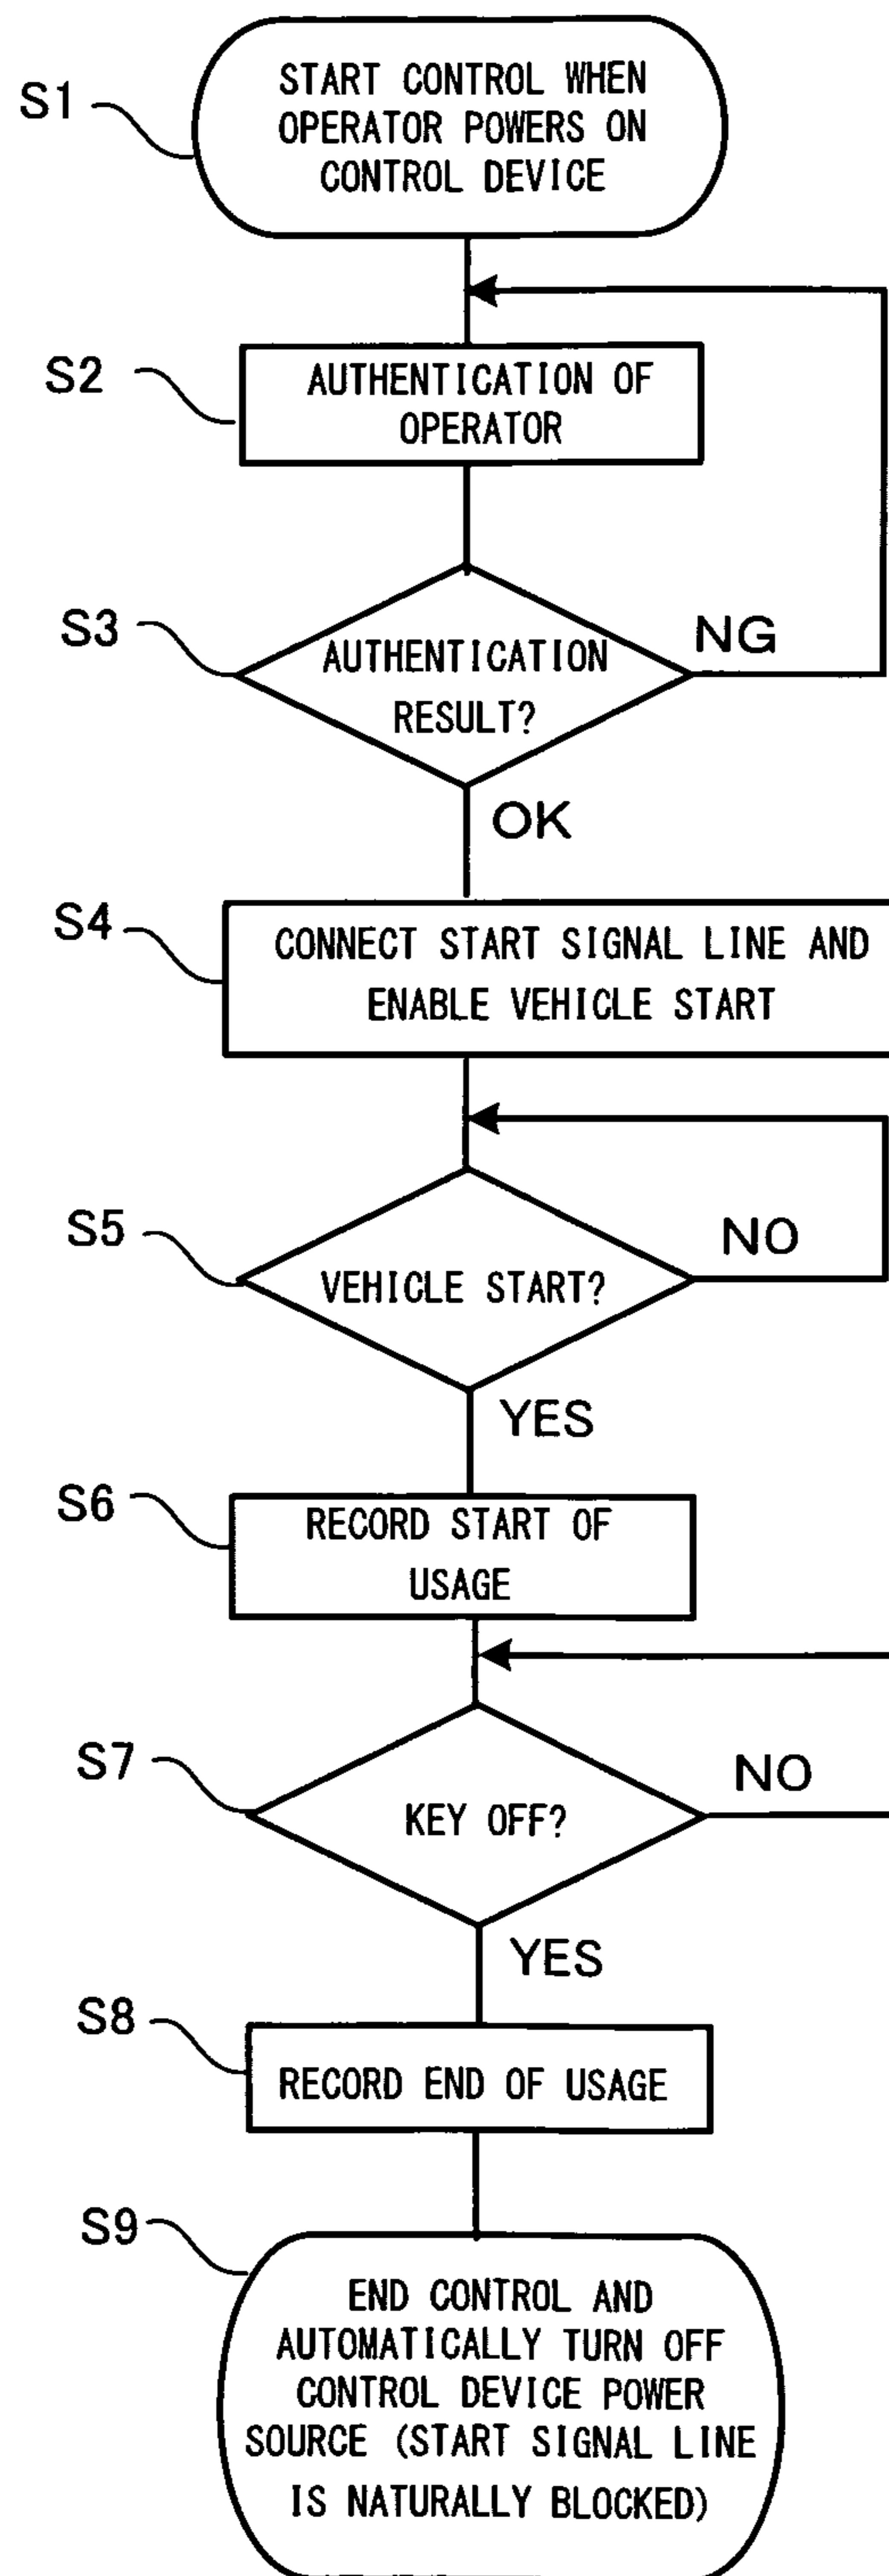 S1
START CONTROL WHEN
OPERATOR POWERS ON
CONTROL DEVICE
S2
AUTHENTICATION OF
OPERATOR
S3
AUTHENTICATION
RESULT?
NG
OK
S4
CONNECT START SIGNAL LINE AND
ENABLE VEHICLE START
S5
VEHICLE START?
NO
YES
S6
RECORD START OF
USAGE
S7
KEY OFF?
NO
YES
S8
RECORD END OF USAGE
S9
END CONTROL AND
AUTOMATICALLY TURN OFF
CONTROL DEVICE POWER
SOURCE (START SIGNAL LINE
IS NATURALLY BLOCKED)